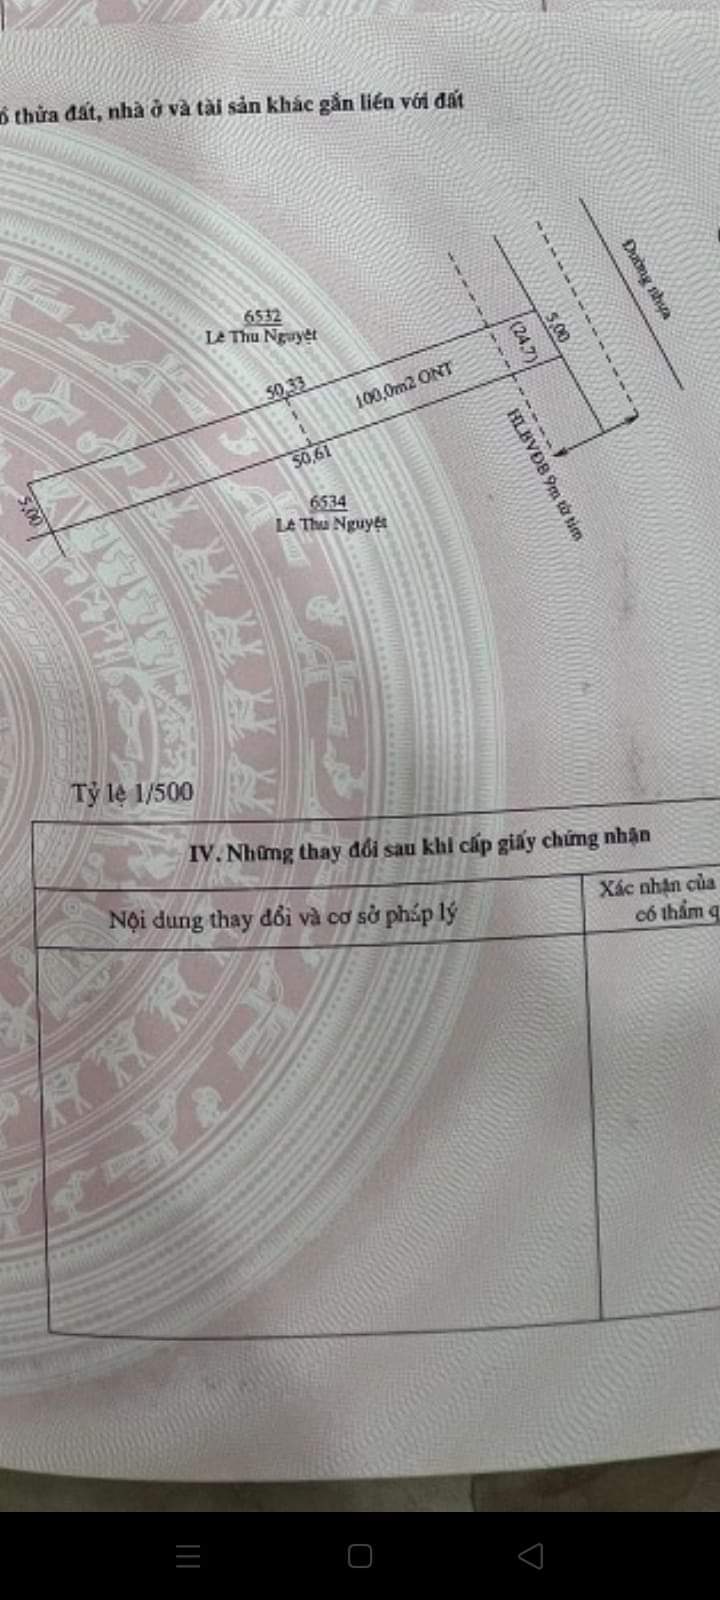 thửa đất, nhà ở và tài sản khác gắn liền với đất
Đường nhựa
6532
Lê Thu Nguyệt
5,00
(24,7)
50,33
100,0m2 ONT
50,61
HLBVĐB 9m từ tim
5,00
6534
Lê Thu Nguyệt
Tỷ lệ 1/500
IV. Những thay đổi sau khi cấp giấy chứng nhận
Nội dung thay đổi và cơ sở pháp lý
Xác nhận của
có thẩm q